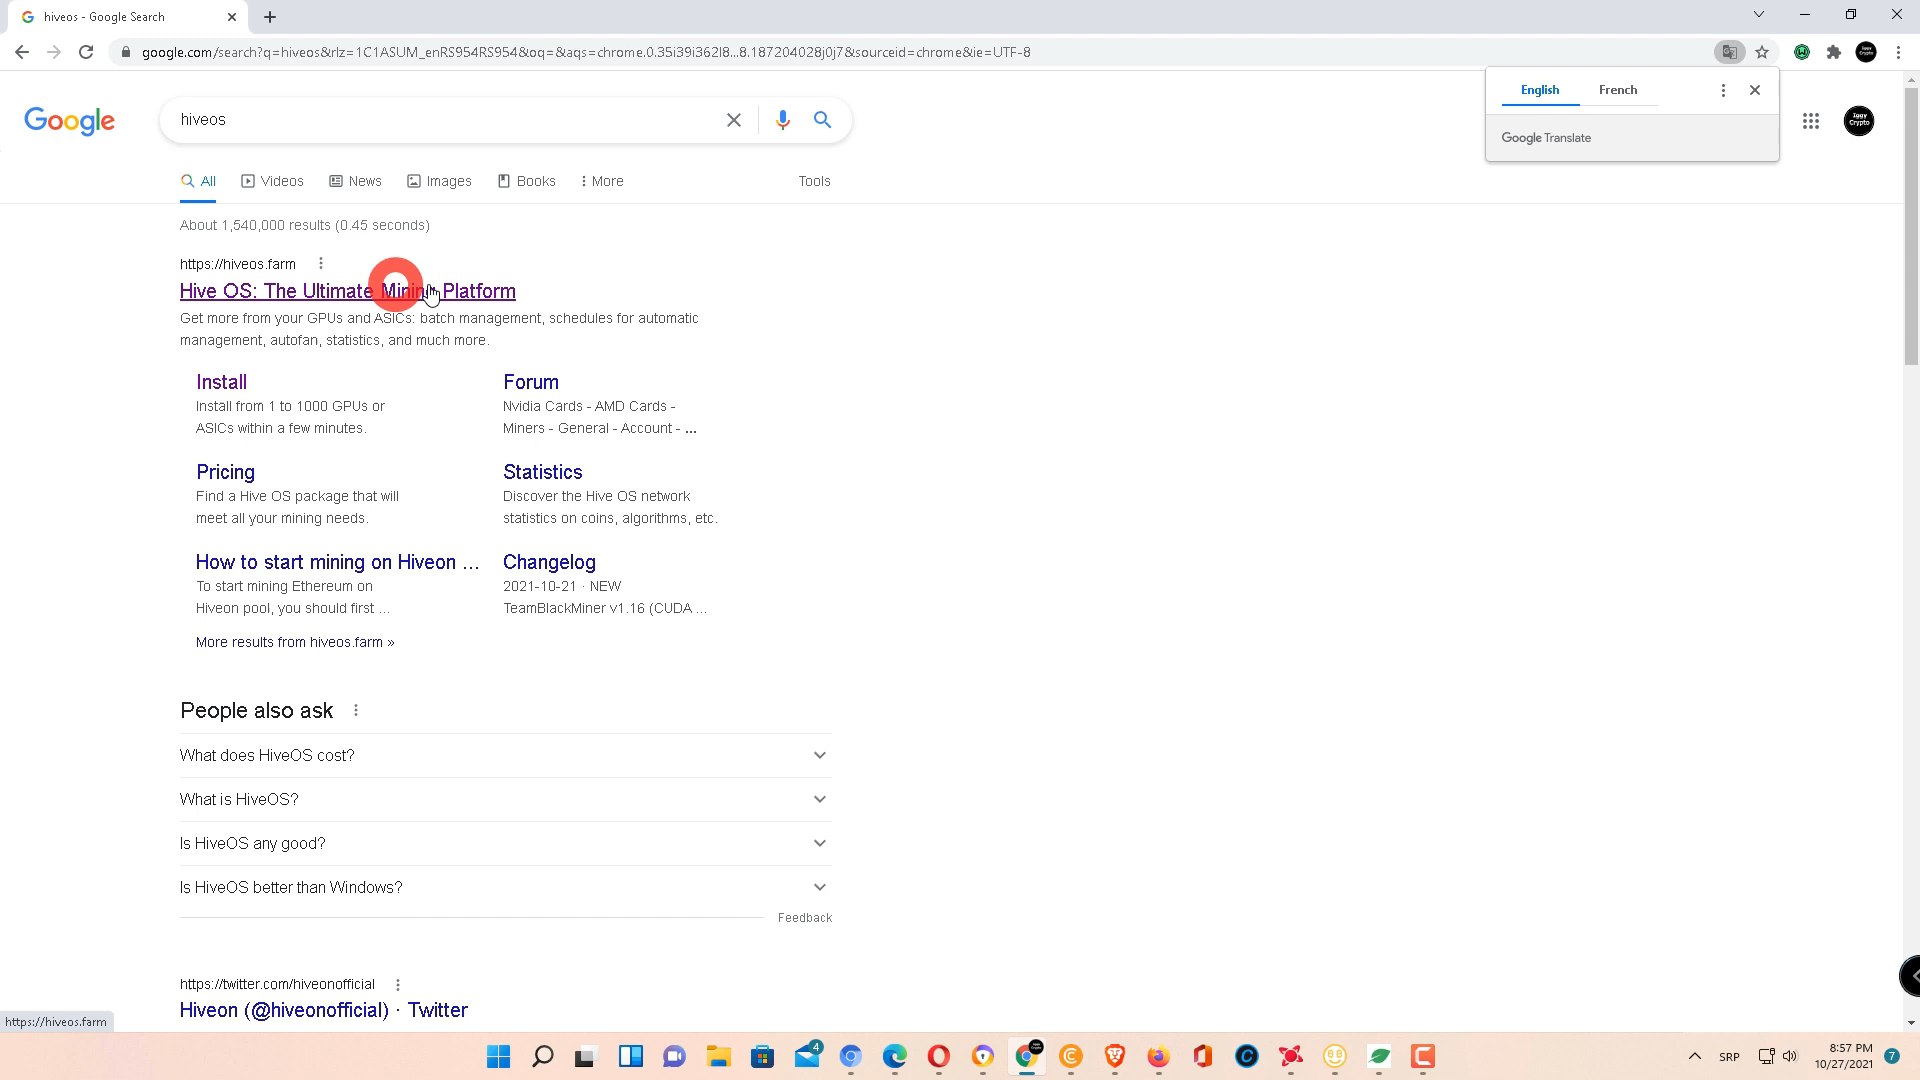 hiveos - Google Search
google.com/search?q=hiveos&rlz=1C1ASUM_enRS954RS954&oq=&aqs=chrome.0.35i39i362l8...8.187204028j0j7&sourceid=chrome&ie=UTF-8
English French
Google Translate
Google
hiveos
Iggy
Crypto
All Videos News Images Books More Tools
About 1,540,000 results (0.45 seconds)
https://hiveos.farm
Hive OS: The Ultimate Mining Platform
Get more from your GPUs and ASICs: batch management, schedules for automatic
management, autofan, statistics, and much more.
Install
Install from 1 to 1000 GPUs or
ASICs within a few minutes.
Forum
Nvidia Cards - AMD Cards -
Miners - General - Account - ...
Pricing
Find a Hive OS package that will
meet all your mining needs.
Statistics
Discover the Hive OS network
statistics on coins, algorithms, etc.
How to start mining on Hiveon ...
To start mining Ethereum on
Hiveon pool, you should first ...
Changelog
2021-10-21 · NEW
TeamBlackMiner v1.16 (CUDA ...
More results from hiveos.farm »
People also ask
What does HiveOS cost?
What is HiveOS?
Is HiveOS any good?
Is HiveOS better than Windows?
Feedback
https://twitter.com/hiveonofficial
Hiveon (@hiveonofficial) · Twitter
https://hiveos.farm
4
SRP
8:57 PM
10/27/2021
7